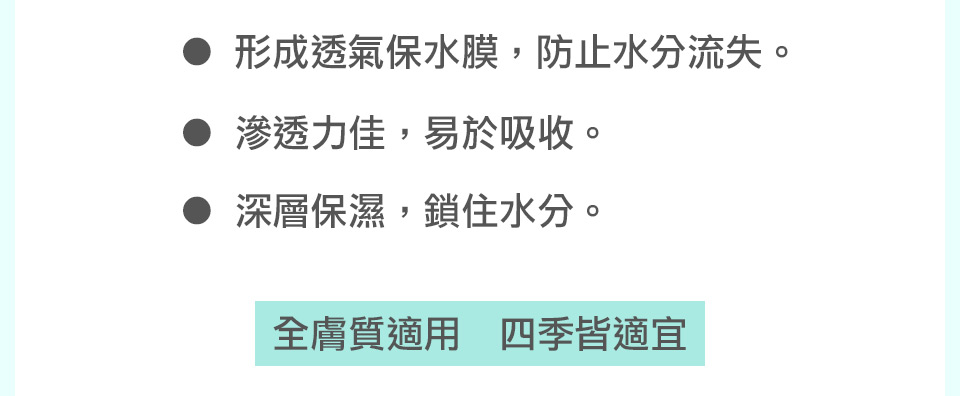 ● 形成透氣保水膜，防止水分流失。
● 滲透力佳，易於吸收。
● 深層保濕，鎖住水分。
全膚質適用　四季皆適宜